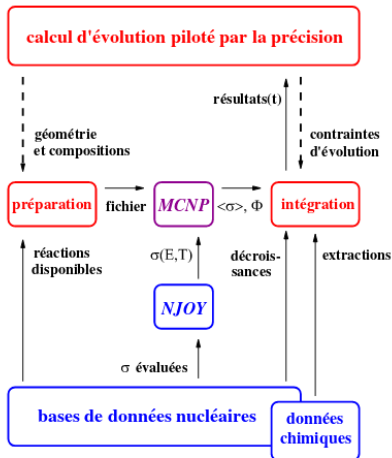 calcul d'évolution piloté par la précision
résultats(t)
géométrie
et compositions
contraintes
d'évolution
préparation
fichier
MCNP
<σ>, Φ
intégration
réactions
disponibles
σ(E,T)
décrois-
sances
extractions
NJOY
σ évaluées
bases de données nucléaires
données
chimiques